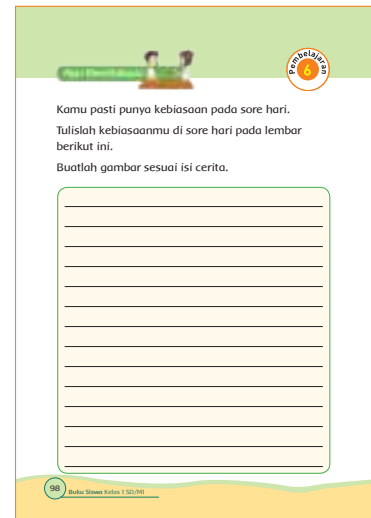 Pembelajaran
6
Kamu pasti punya kebiasaan pada sore hari.
Tulislah kebiasaanmu di sore hari pada lembar
berikut ini.
Buatlah gambar sesuai isi cerita.
98
Buku Siswa Kelas I SD/MI